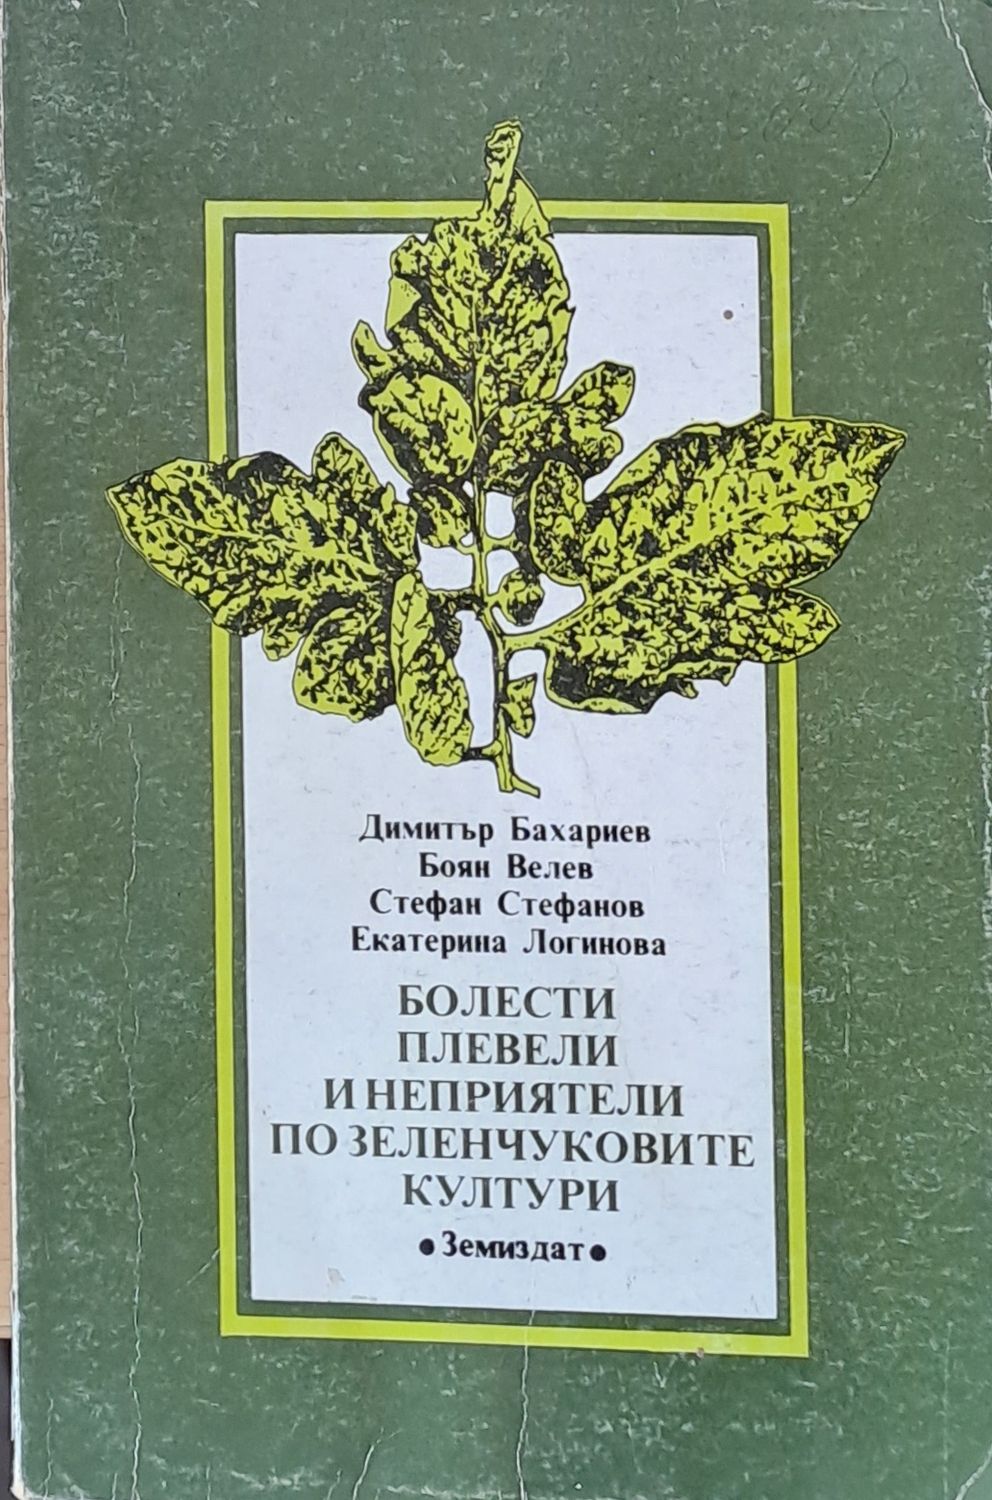 Димитър Бахариев
Боян Велев
Стефан Стефанов
Екатерина Логинова
БОЛЕСТИ
ПЛЕВЕЛИ
И НЕПРИЯТЕЛИ
ПО ЗЕЛЕНЧУКОВИТЕ
КУЛТУРИ
• Земиздат •